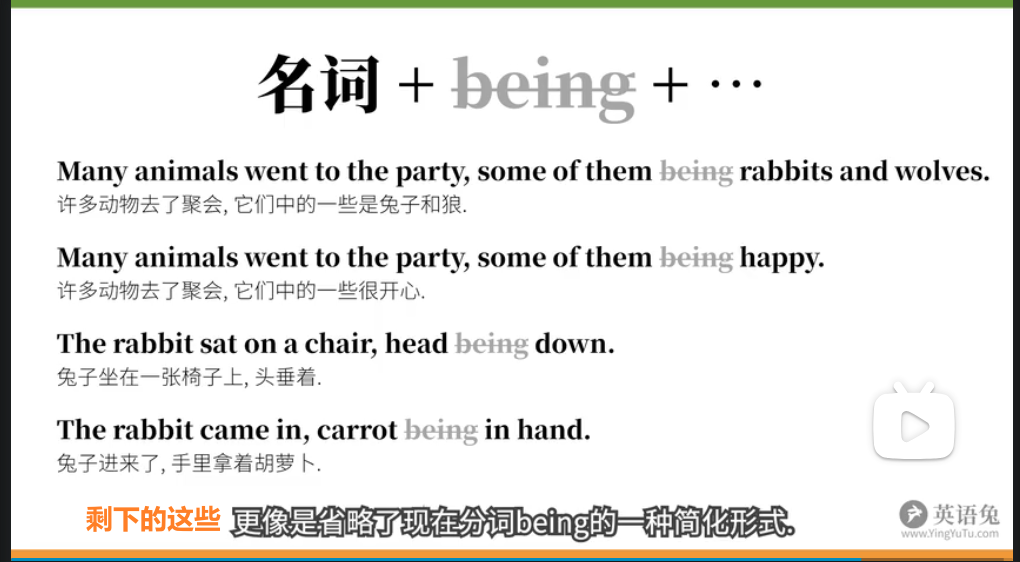 名词 + being + ···
Many animals went to the party, some of them being rabbits and wolves.
许多动物去了聚会, 它们中的一些是兔子和狼.
Many animals went to the party, some of them being happy.
许多动物去了聚会, 它们中的一些很开心.
The rabbit sat on a chair, head being down.
兔子坐在一张椅子上, 头垂着.
The rabbit came in, carrot being in hand.
兔子进来了, 手里拿着胡萝卜.
剩下的这些 更像是省略了现在分词being的一种简化形式.
英语兔
www.YingYuTu.com